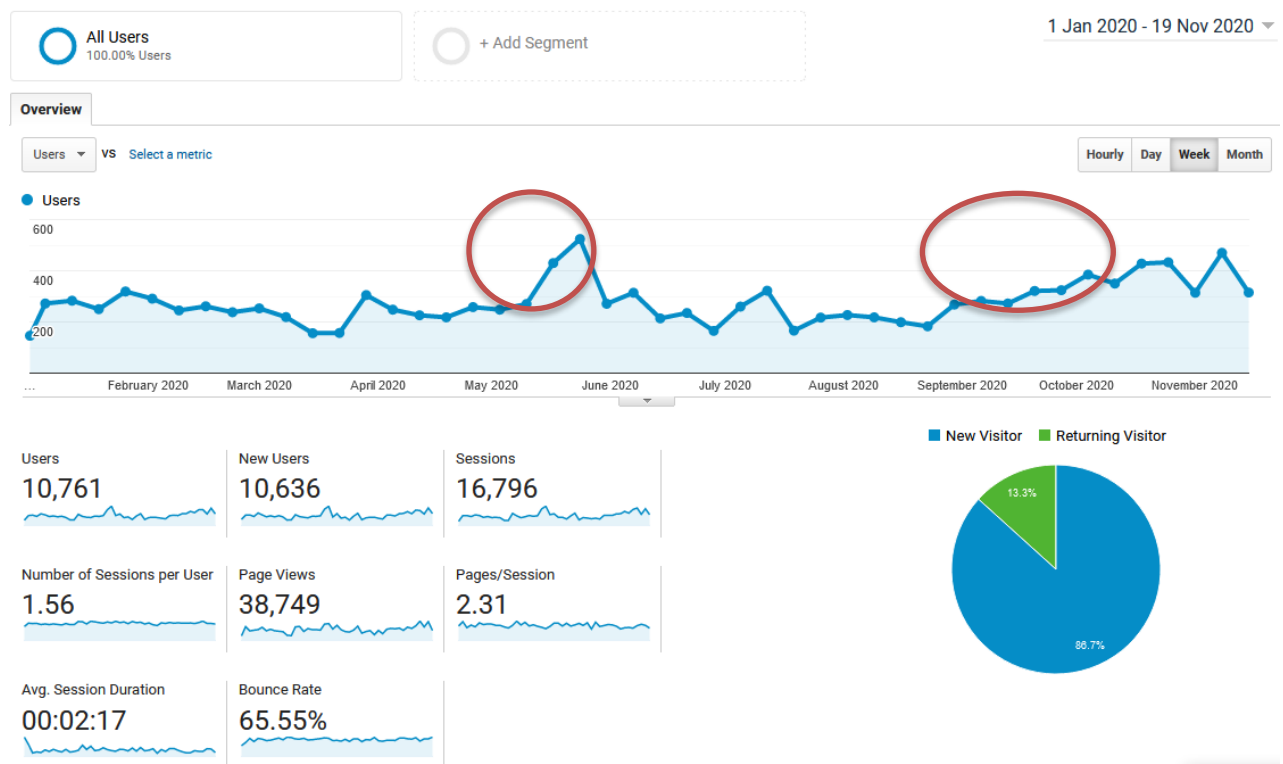 All Users
100.00% Users
+ Add Segment
1 Jan 2020 - 19 Nov 2020
Overview
Users VS Select a metric
Hourly Day Week Month
Users
600
400
200
... February 2020 March 2020 April 2020 May 2020 June 2020 July 2020 August 2020 September 2020 October 2020 November 2020
New Visitor Returning Visitor
Users New Users Sessions
10,761 10,636 16,796
13.3%
Number of Sessions per User Page Views Pages/Session
1.56 38,749 2.31
86.7%
Avg. Session Duration Bounce Rate
00:02:17 65.55%